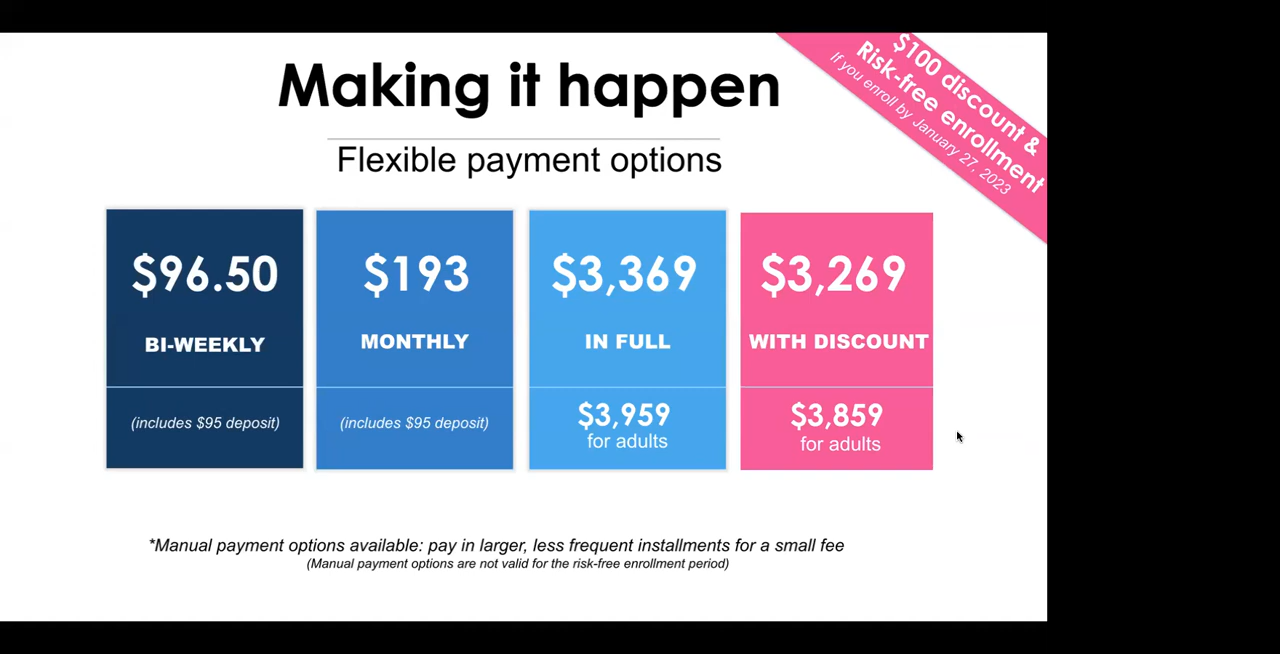 Making it happen
$100 discount &
Risk-free enrollment
If you enroll by January 27, 2023
Flexible payment options
$96.50
BI-WEEKLY
(includes $95 deposit)
$193
MONTHLY
(includes $95 deposit)
$3,369
IN FULL
$3,959
for adults
$3,269
WITH DISCOUNT
$3,859
for adults
*Manual payment options available: pay in larger, less frequent installments for a small fee
(Manual payment options are not valid for the risk-free enrollment period)